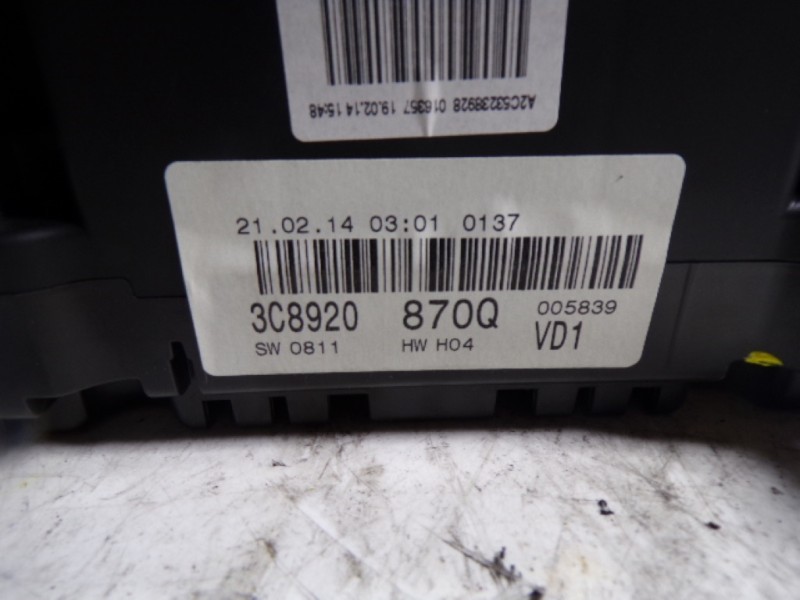 A2C53238928 016357 19.02.14 15:48
21.02.14 03:01 0137
3C8920 870Q 005839
SW 0811 HW H04 VD1